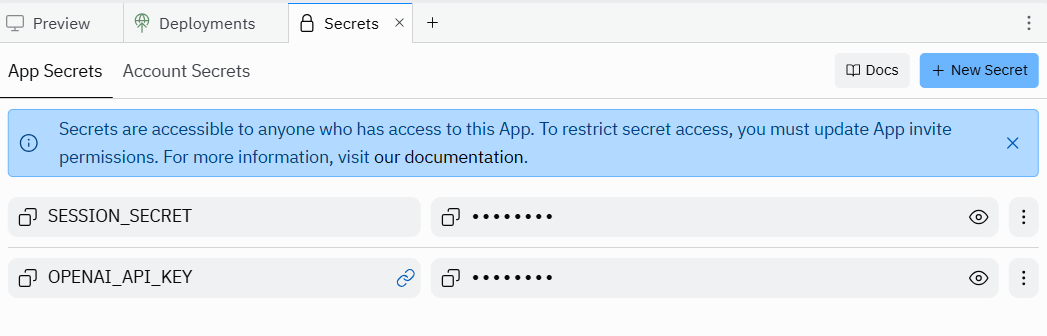 Preview Deployments Secrets
App Secrets Account Secrets Docs + New Secret
Secrets are accessible to anyone who has access to this App. To restrict secret access, you must update App invite
permissions. For more information, visit our documentation.
SESSION_SECRET ••••••••
OPENAI_API_KEY ••••••••